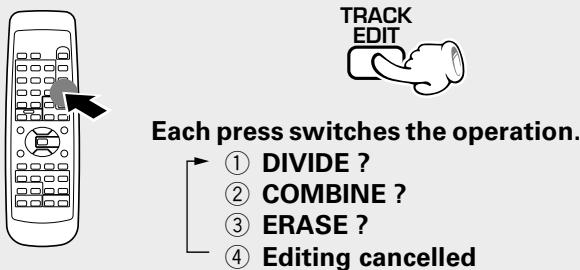 TRACK
EDIT
Each press switches the operation.
① DIVIDE ?
② COMBINE ?
③ ERASE ?
④ Editing cancelled